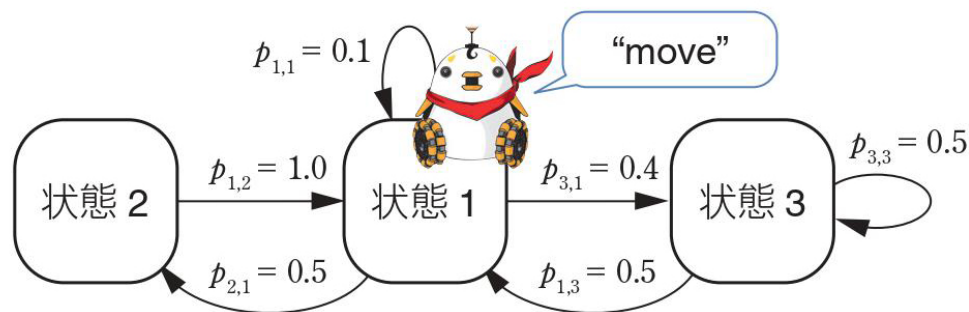 p1,1 = 0.1
“move”
p1,2 = 1.0
p3,1 = 0.4
p3,3 = 0.5
状態 2
状態 1
状態 3
p2,1 = 0.5
p1,3 = 0.5